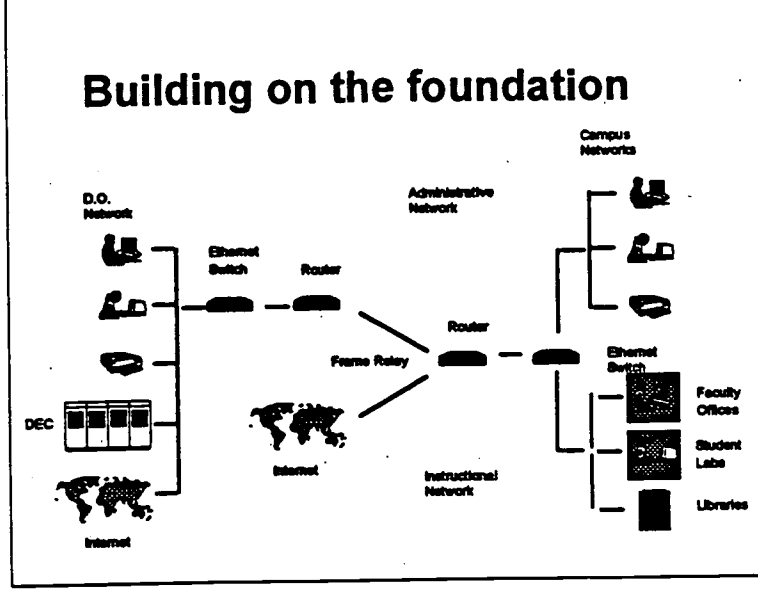 Building on the foundation
Campus
Networks
D.O.
Network
Administrative
Network
Ethernet
Switch
Router
Router
Frame Relay
Ethernet
Switch
Faculty
Offices
DEC
Student
Labs
Internet
Instructional
Network
Libraries
Internet